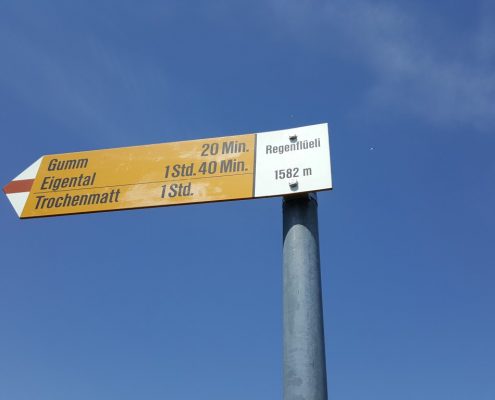 Gumm 20 Min.
Eigental 1 Std. 40 Min.
Trochenmatt 1 Std.
Regenflüeli
1582 m